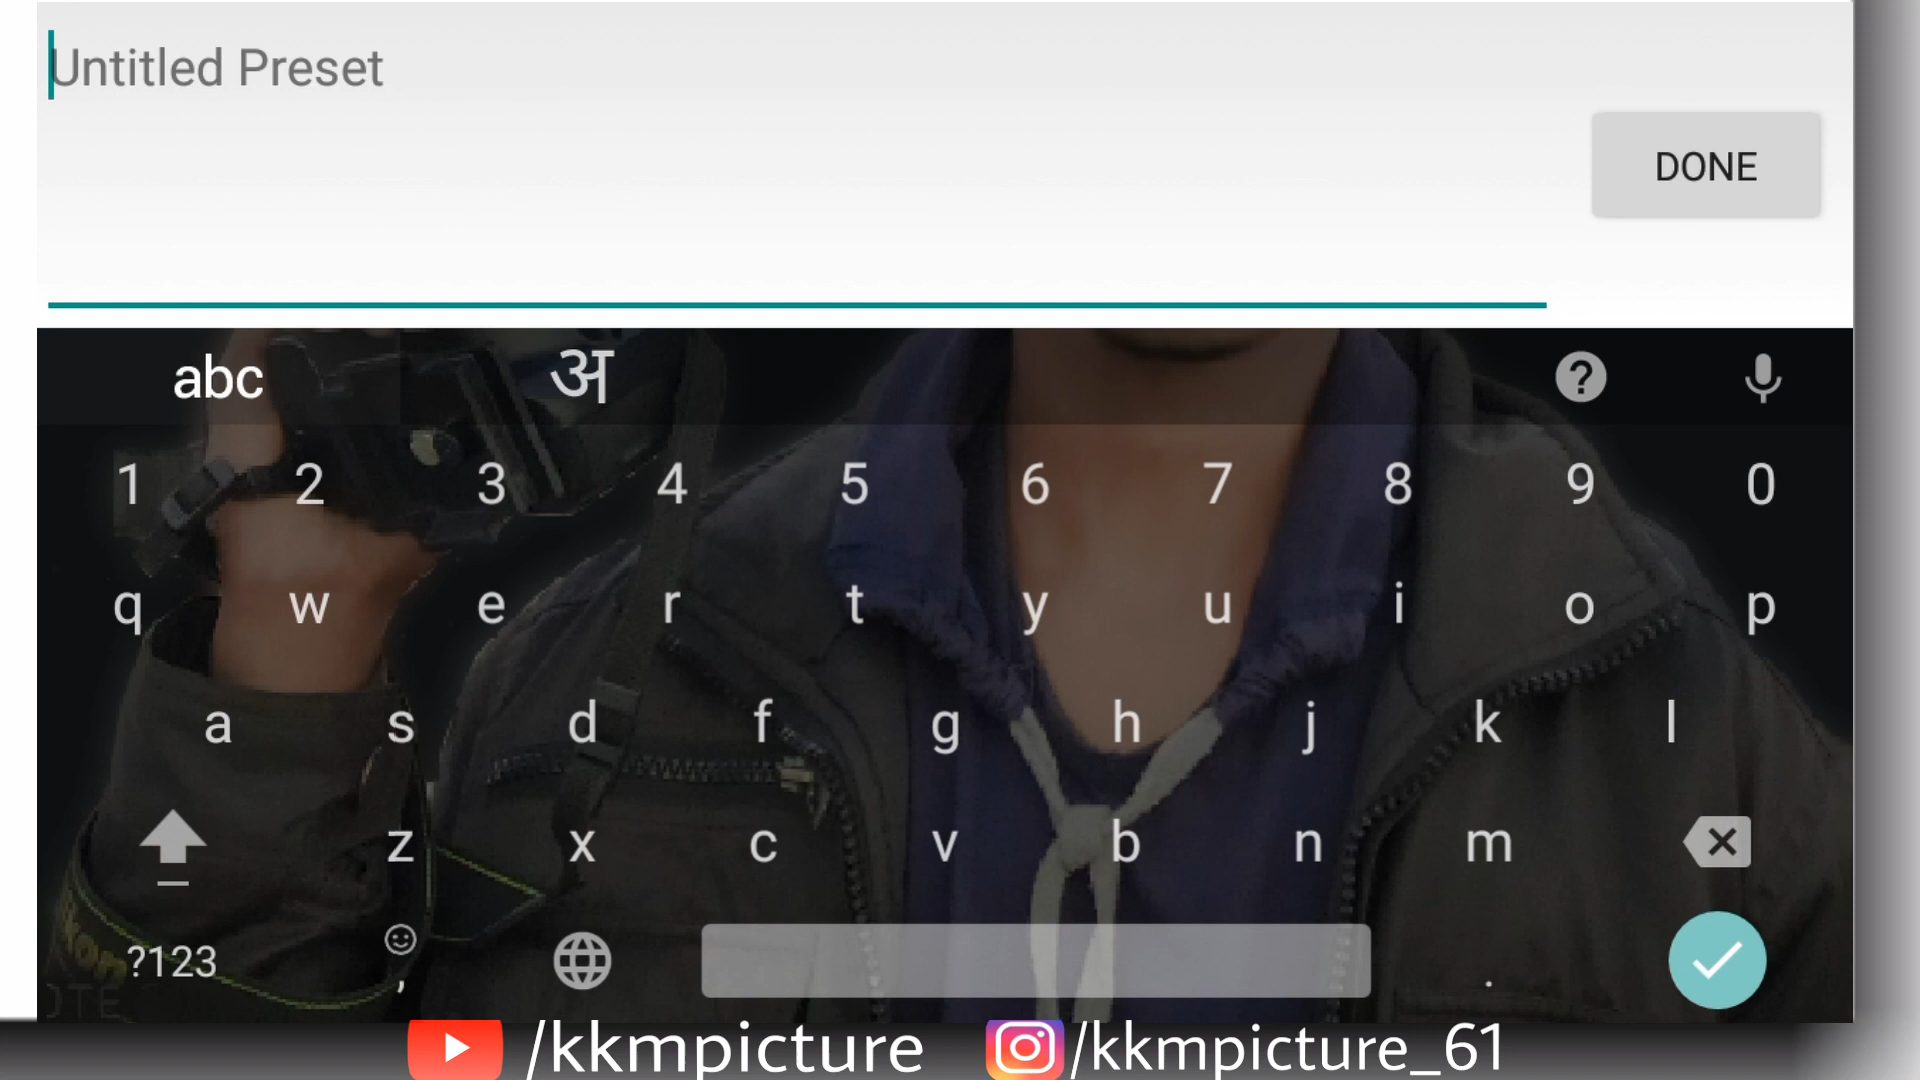 Untitled Preset
DONE
abc अ ?
1 2 3 4 5 6 7 8 9 0
q w e r t y u i o p
a s d f g h j k l
z x c v b n m
?123 , .
/kkmpicture /kkmpicture_61